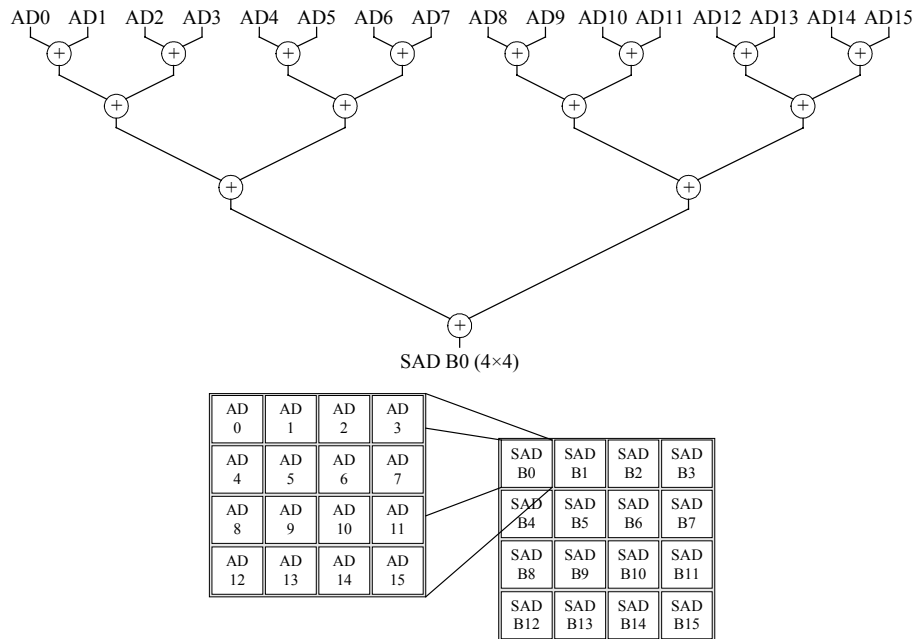 AD0 AD1 AD2 AD3 AD4 AD5 AD6 AD7 AD8 AD9 AD10 AD11 AD12 AD13 AD14 AD15
+ + + + + + + +
+ + + +
+ +
+
SAD B0 (4×4)
AD 0
AD 1
AD 2
AD 3
AD 4
AD 5
AD 6
AD 7
AD 8
AD 9
AD 10
AD 11
AD 12
AD 13
AD 14
AD 15
SAD B0
SAD B1
SAD B2
SAD B3
SAD B4
SAD B5
SAD B6
SAD B7
SAD B8
SAD B9
SAD B10
SAD B11
SAD B12
SAD B13
SAD B14
SAD B15